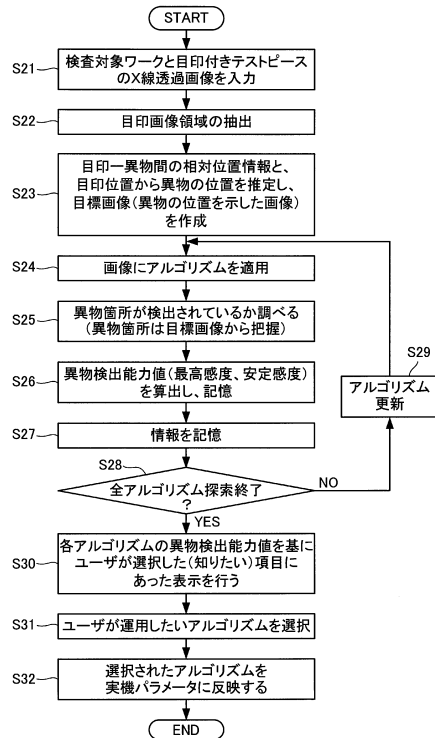 START
S21
検査対象ワークと目印付きテストピース
のX線透過画像を入力
S22
目印画像領域の抽出
S23
目印ー異物間の相対位置情報と、
目印位置から異物の位置を推定し、
目標画像(異物の位置を示した画像)
を作成
S24
画像にアルゴリズムを適用
S25
異物箇所が検出されているか調べる
(異物箇所は目標画像から把握)
S26
異物検出能力値(最高感度、安定感度)
を算出し、記憶
S27
情報を記憶
S28
全アルゴリズム探索終了
?
NO
S29
アルゴリズム
更新
YES
S30
各アルゴリズムの異物検出能力値を基に
ユーザが選択した(知りたい)項目に
あった表示を行う
S31
ユーザが運用したいアルゴリズムを選択
S32
選択されたアルゴリズムを
実機パラメータに反映する
END